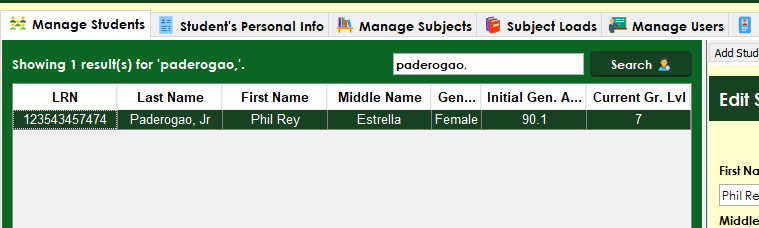 Manage Students Student's Personal Info Manage Subjects Subject Loads Manage Users
Add Stude
Showing 1 result(s) for 'paderogao,'. paderogao, Search
Edit S
LRN Last Name First Name Middle Name Gen... Initial Gen. A... Current Gr. Lvl
123543457474 Paderogao, Jr Phil Rey Estrella Female 90.1 7
First Na
Phil Re
Middle